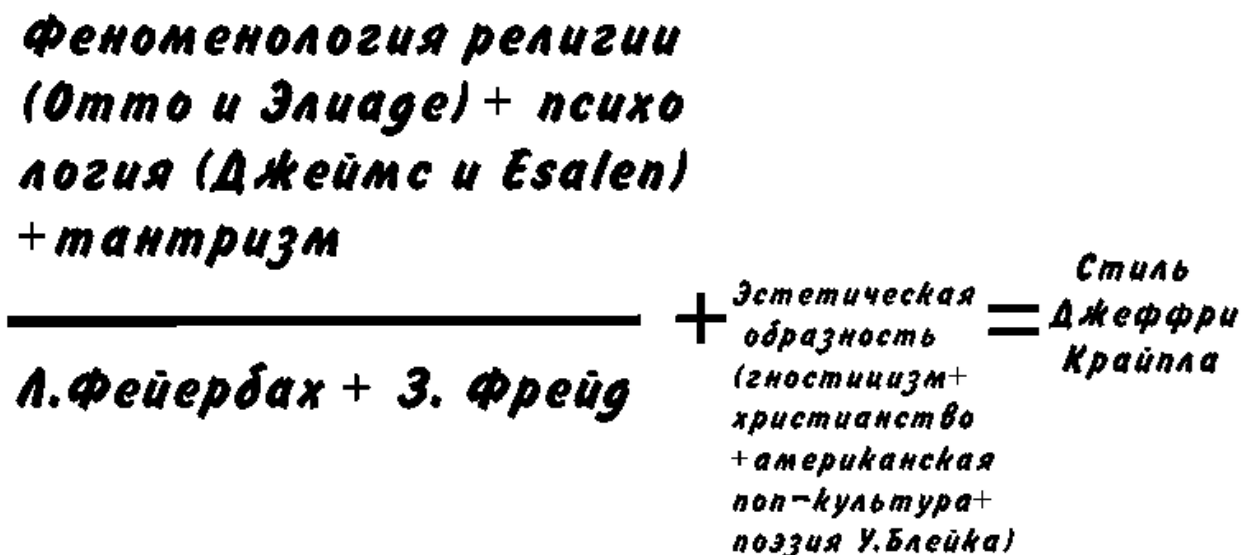 Феноменология религии
(Отто и Элиаде) + психо
логия (Джеймс и Esalen)
+тантризм
Л.Фейербах + З. Фрейд
+
Эстетическая
образность
(гностицизм+
христианство
+американская
поп-культура+
поэзия У.Блейка)
=
Стиль
Джеффри
Крайпла